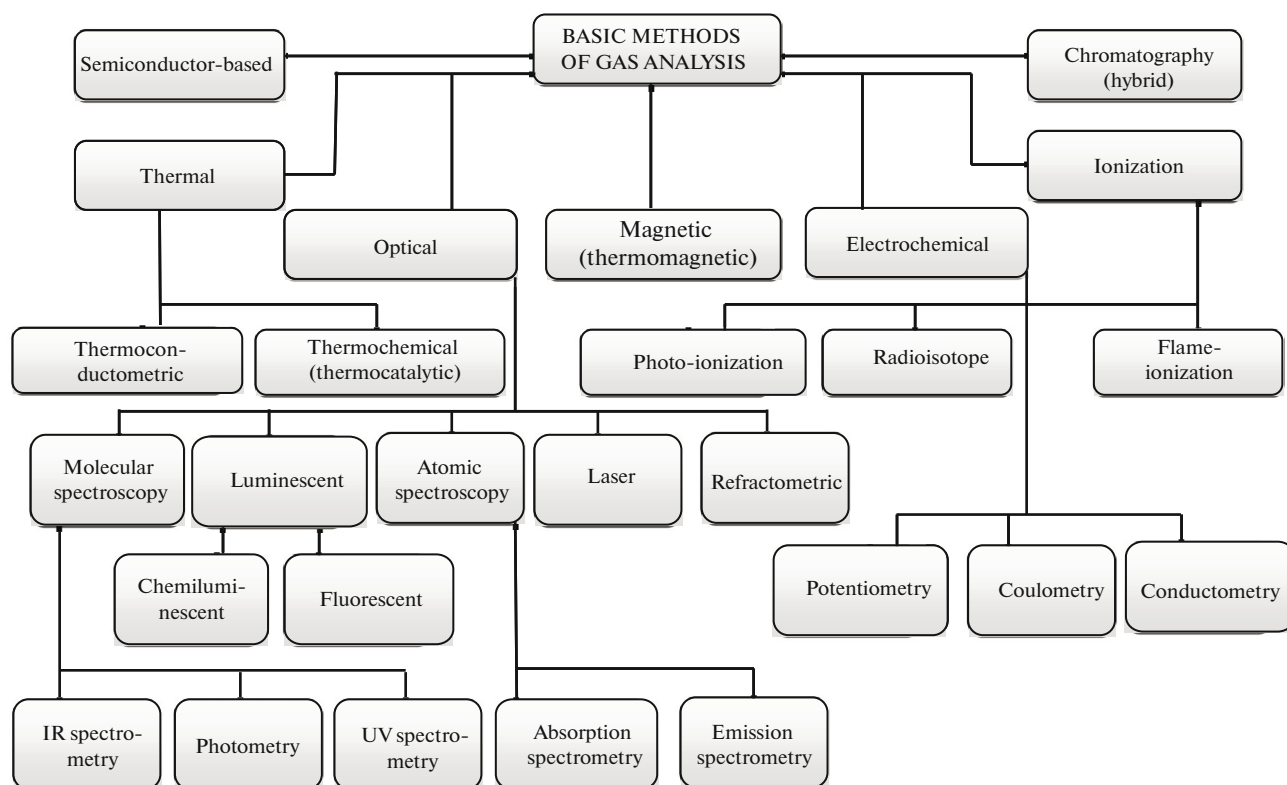 BASIC METHODS
OF GAS ANALYSIS
Semiconductor-based
Chromatography
(hybrid)
Thermal
Ionization
Optical
Magnetic
(thermomagnetic)
Electrochemical
Thermocon-
ductometric
Thermochemical
(thermocatalytic)
Photo-ionization
Radioisotope
Flame-
ionization
Molecular
spectroscopy
Luminescent
Atomic
spectroscopy
Laser
Refractometric
Chemilumi-
nescent
Fluorescent
Potentiometry
Coulometry
Conductometry
IR spectro-
metry
Photometry
UV spectro-
metry
Absorption
spectrometry
Emission
spectrometry